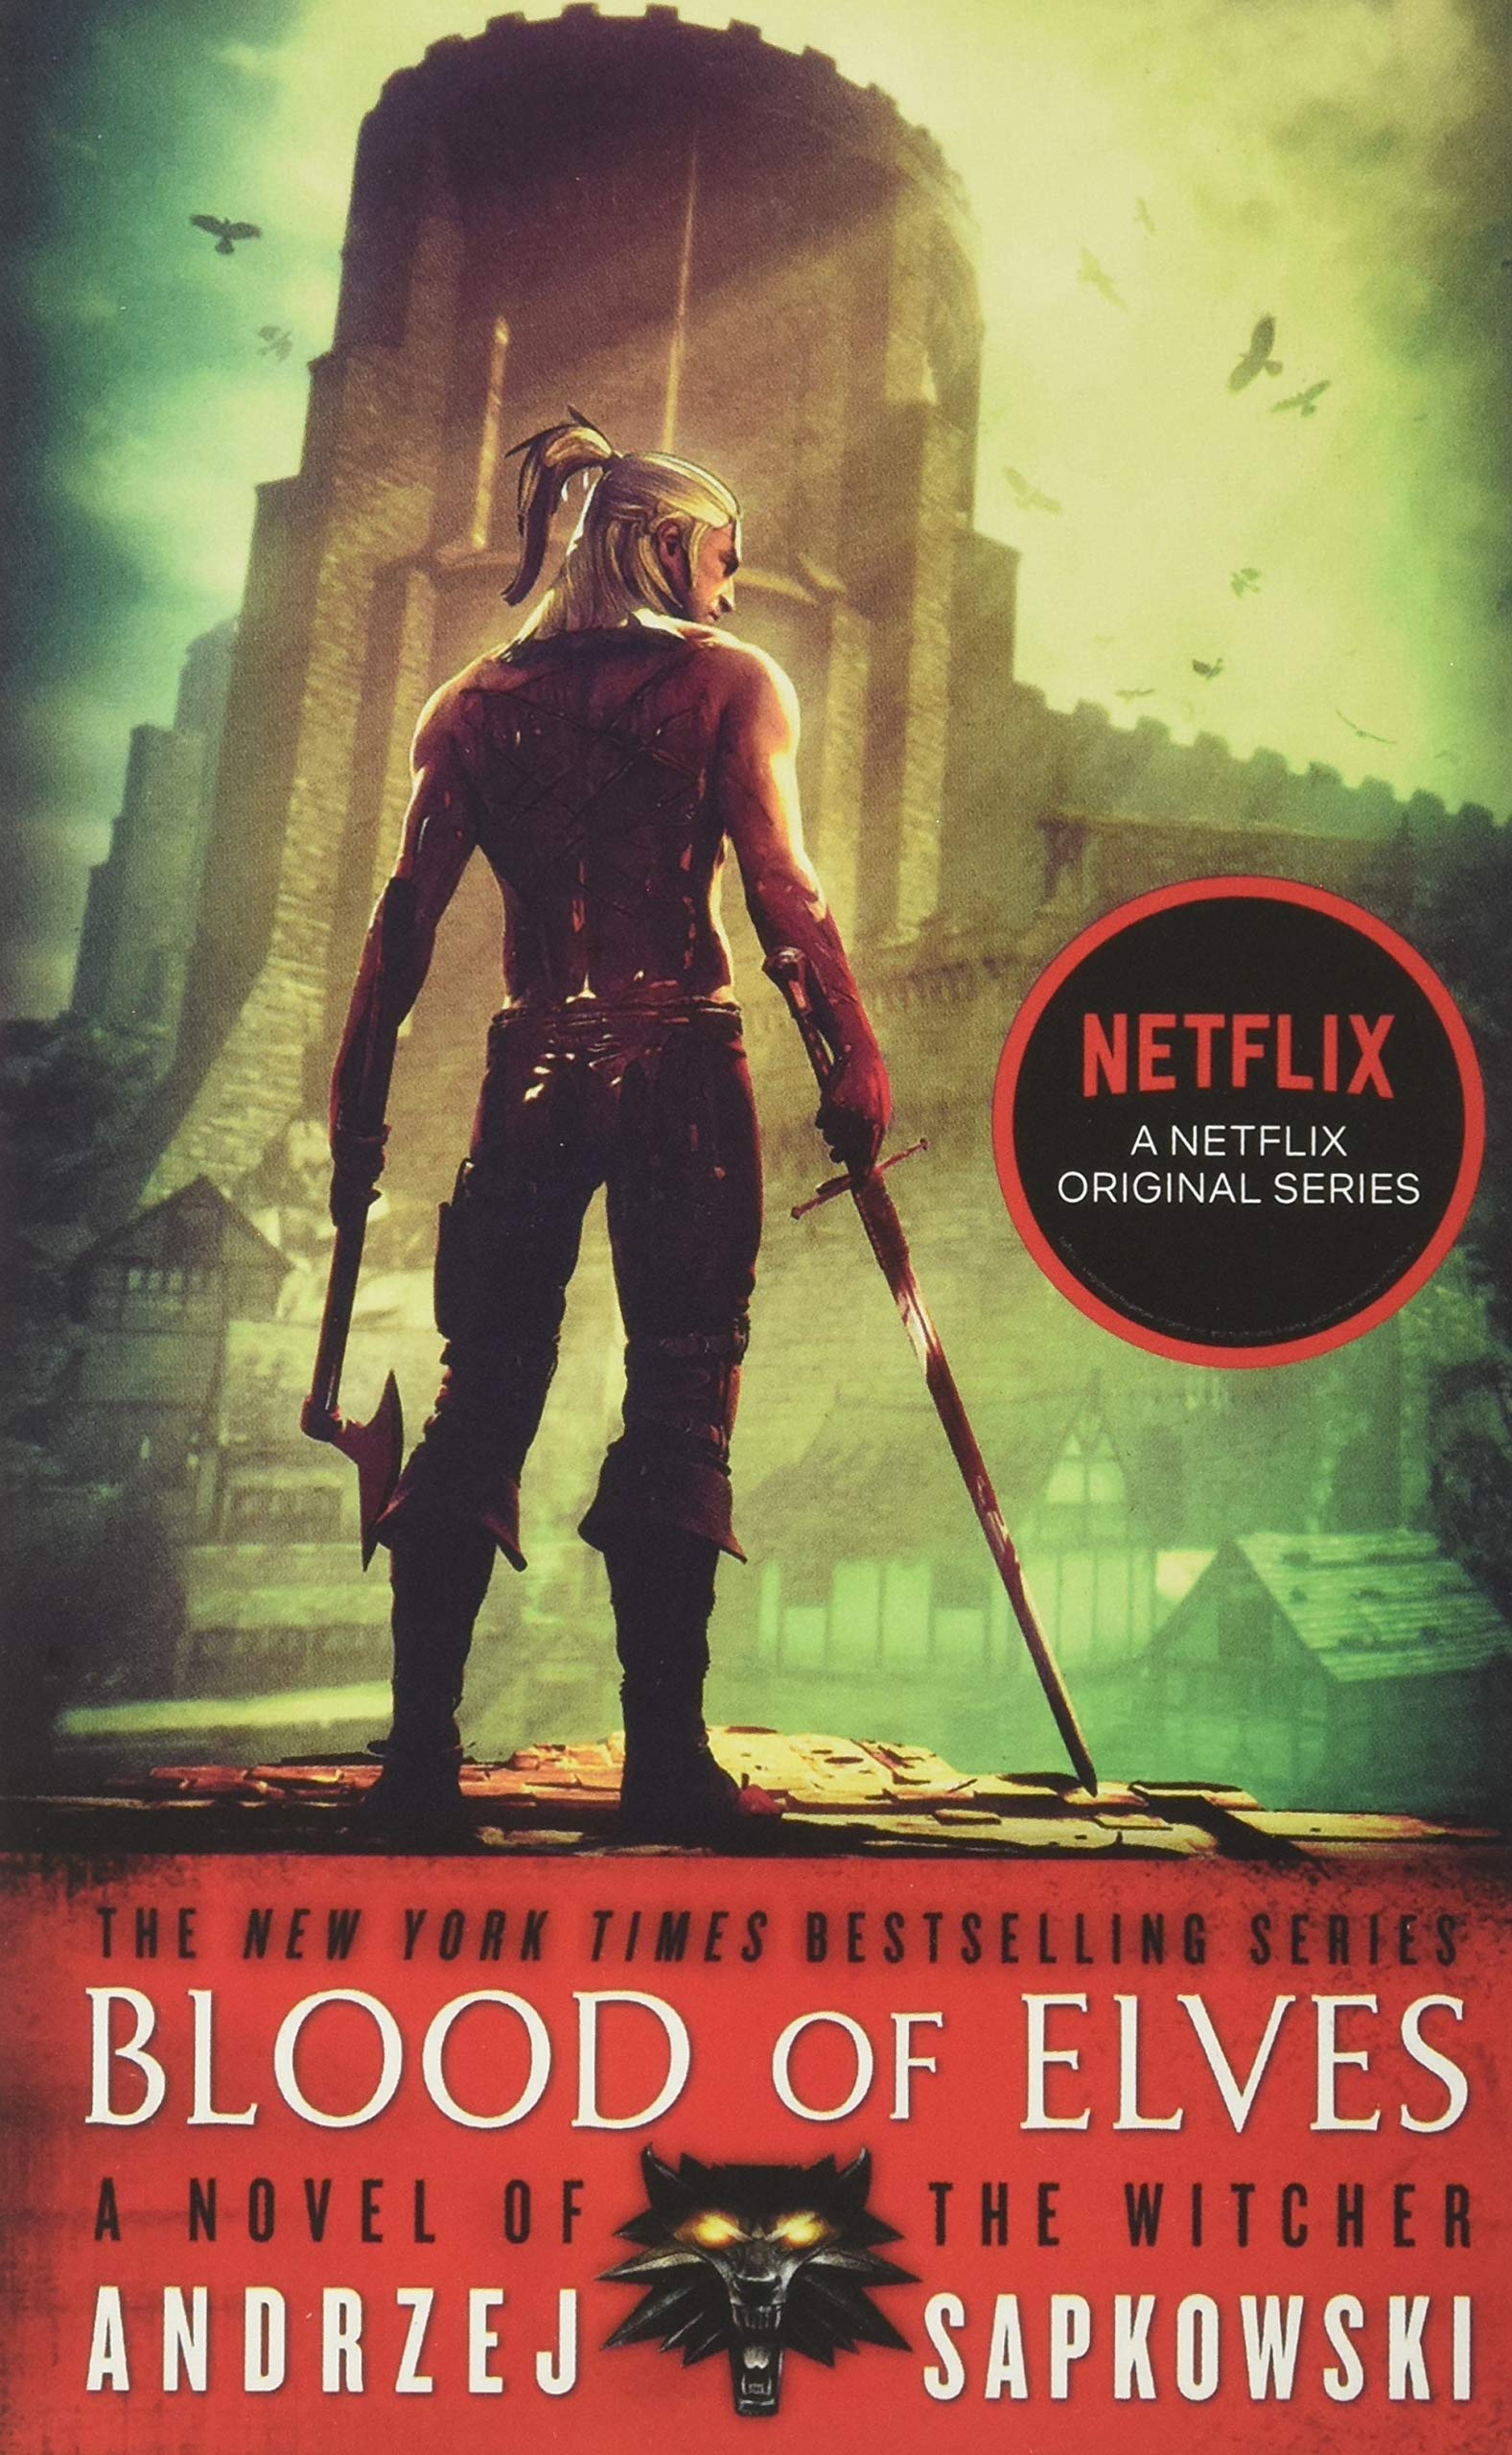 NETFLIX
A NETFLIX
ORIGINAL SERIES
THE NEW YORK TIMES BESTSELLING SERIES
BLOOD OF ELVES
A NOVEL OF THE WITCHER
ANDRZEJ SAPKOWSKI